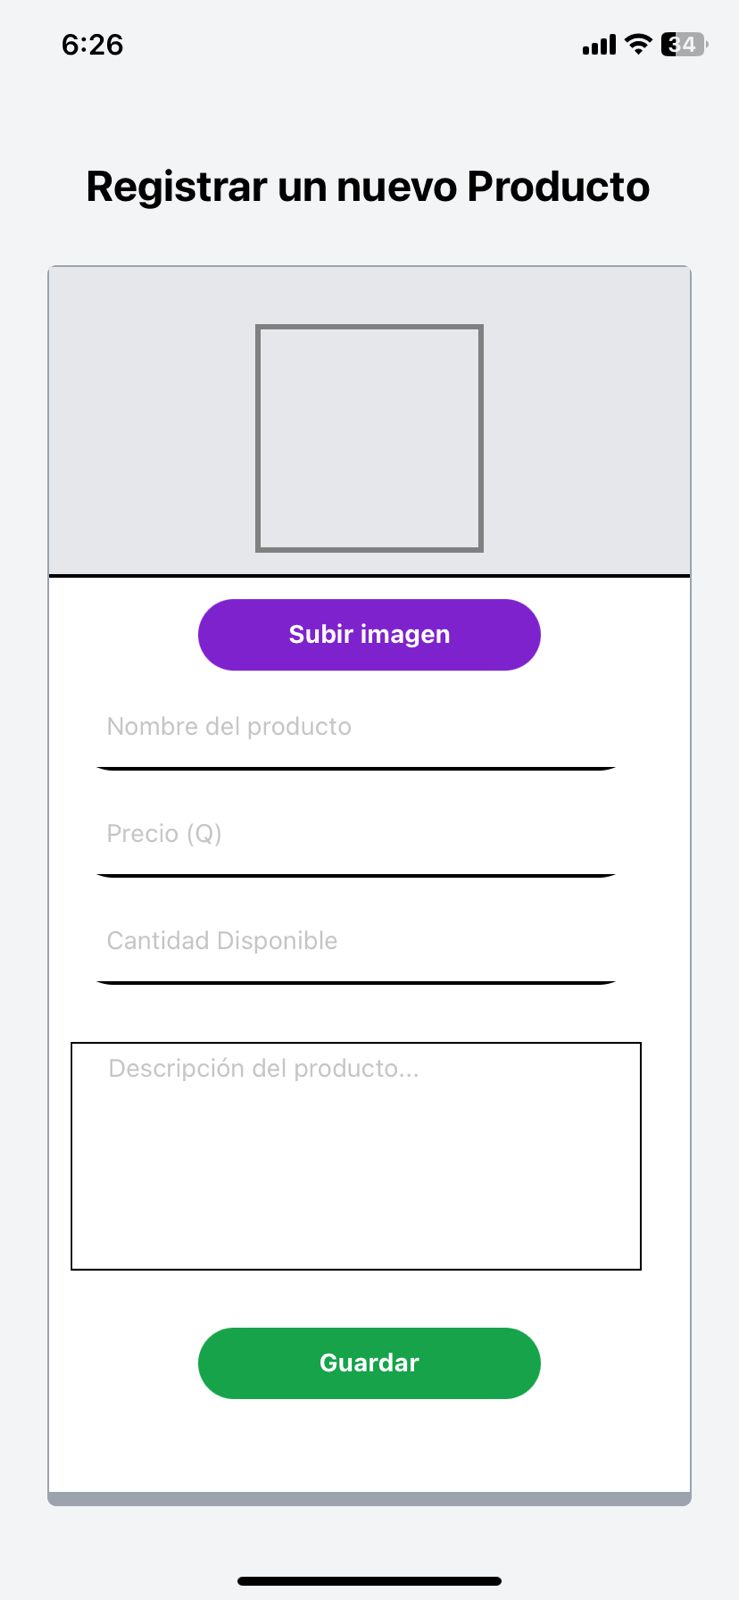 6:26
34
Registrar un nuevo Producto
Subir imagen
Nombre del producto
Precio (Q)
Cantidad Disponible
Descripción del producto...
Guardar